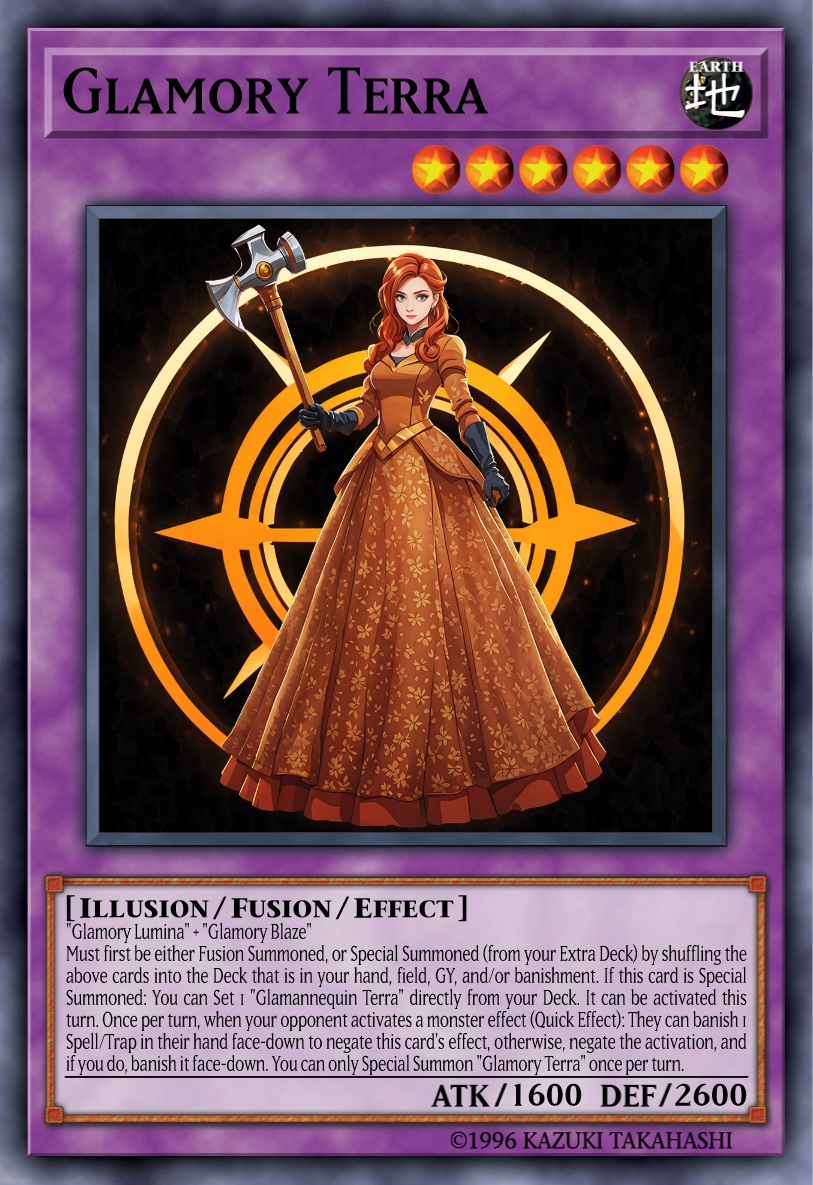 Glamory Terra
EARTH
地
[ Illusion / Fusion / Effect ]
"Glamory Lumina" + "Glamory Blaze"
Must first be either Fusion Summoned, or Special Summoned (from your Extra Deck) by shuffling the
above cards into the Deck that is in your hand, field, GY, and/or banishment. If this card is Special
Summoned: You can Set 1 "Glamannequin Terra" directly from your Deck. It can be activated this
turn. Once per turn, when your opponent activates a monster effect (Quick Effect): They can banish 1
Spell/Trap in their hand face-down to negate this card's effect, otherwise, negate the activation, and
if you do, banish it face-down. You can only Special Summon "Glamory Terra" once per turn.
ATK/1600 DEF/2600
©1996 KAZUKI TAKAHASHI